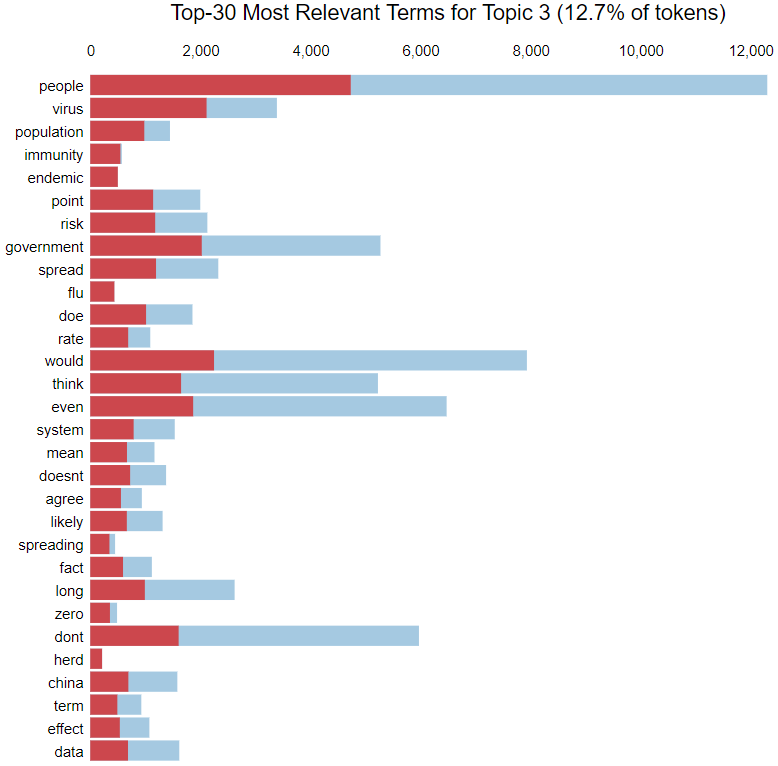 Top-30 Most Relevant Terms for Topic 3 (12.7% of tokens)
0 2,000 4,000 6,000 8,000 10,000 12,000
people
virus
population
immunity
endemic
point
risk
government
spread
flu
doe
rate
would
think
even
system
mean
doesnt
agree
likely
spreading
fact
long
zero
dont
herd
china
term
effect
data